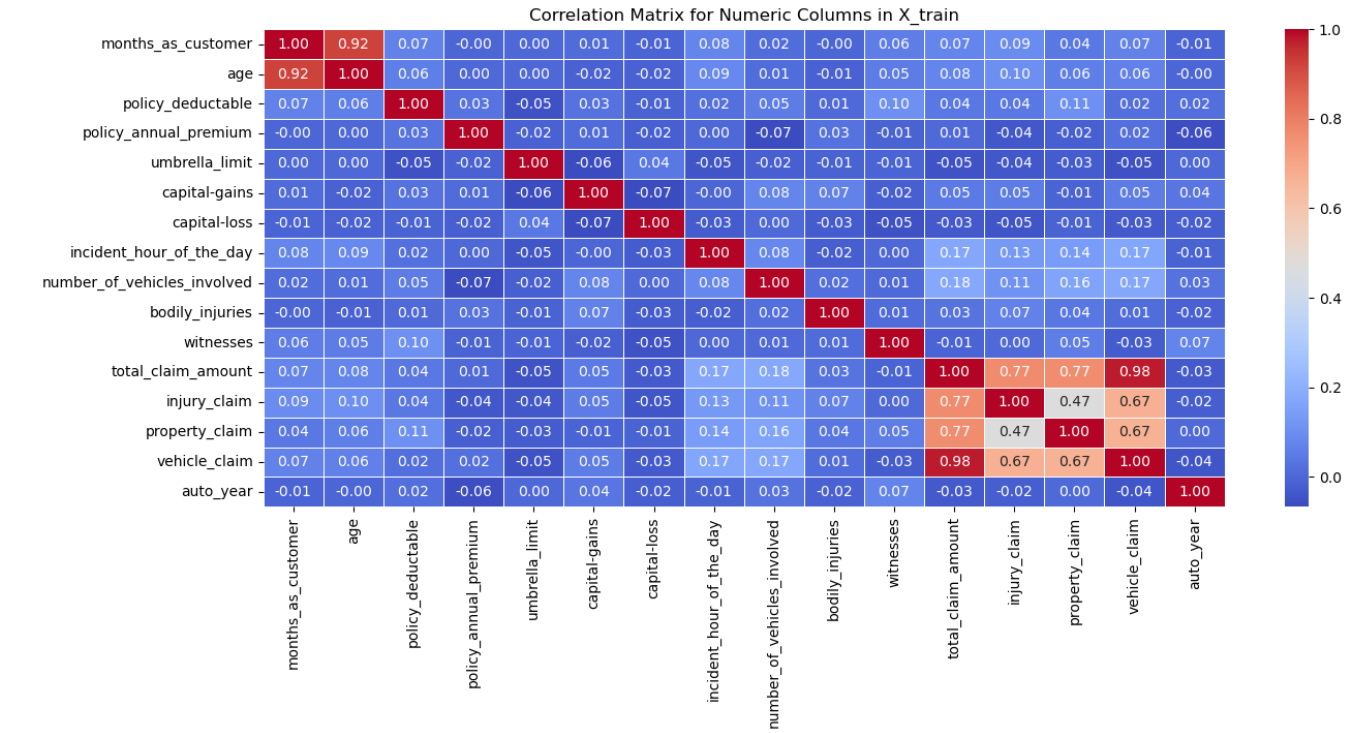 Correlation Matrix for Numeric Columns in X_train
months_as_customer 1.00 0.92 0.07 -0.00 0.00 0.01 -0.01 0.08 0.02 -0.00 0.06 0.07 0.09 0.04 0.07 -0.01
age 0.92 1.00 0.06 0.00 0.00 -0.02 -0.02 0.09 0.01 -0.01 0.05 0.08 0.10 0.06 0.06 -0.00
policy_deductable 0.07 0.06 1.00 0.03 -0.05 0.03 -0.01 0.02 0.05 0.01 0.10 0.04 0.04 0.11 0.02 0.02
policy_annual_premium -0.00 0.00 0.03 1.00 -0.02 0.01 -0.02 0.00 -0.07 0.03 -0.01 0.01 -0.04 -0.02 0.02 -0.06
umbrella_limit 0.00 0.00 -0.05 -0.02 1.00 -0.06 0.04 -0.05 -0.02 -0.01 -0.01 -0.05 -0.04 -0.03 -0.05 0.00
capital-gains 0.01 -0.02 0.03 0.01 -0.06 1.00 -0.07 -0.00 0.08 0.07 -0.02 0.05 0.05 -0.01 0.05 0.04
capital-loss -0.01 -0.02 -0.01 -0.02 0.04 -0.07 1.00 -0.03 0.00 -0.03 -0.05 -0.03 -0.05 -0.01 -0.03 -0.02
incident_hour_of_the_day 0.08 0.09 0.02 0.00 -0.05 -0.00 -0.03 1.00 0.08 -0.02 0.00 0.17 0.13 0.14 0.17 -0.01
number_of_vehicles_involved 0.02 0.01 0.05 -0.07 -0.02 0.08 0.00 0.08 1.00 0.02 0.01 0.18 0.11 0.16 0.17 0.03
bodily_injuries -0.00 -0.01 0.01 0.03 -0.01 0.07 -0.03 -0.02 0.02 1.00 0.01 0.03 0.07 0.04 0.01 -0.02
witnesses 0.06 0.05 0.10 -0.01 -0.01 -0.02 -0.05 0.00 0.01 0.01 1.00 -0.01 0.00 0.05 -0.03 0.07
total_claim_amount 0.07 0.08 0.04 0.01 -0.05 0.05 -0.03 0.17 0.18 0.03 -0.01 1.00 0.77 0.77 0.98 -0.03
injury_claim 0.09 0.10 0.04 -0.04 -0.04 0.05 -0.05 0.13 0.11 0.07 0.00 0.77 1.00 0.47 0.67 -0.02
property_claim 0.04 0.06 0.11 -0.02 -0.03 -0.01 -0.01 0.14 0.16 0.04 0.05 0.77 0.47 1.00 0.67 0.00
vehicle_claim 0.07 0.06 0.02 0.02 -0.05 0.05 -0.03 0.17 0.17 0.01 -0.03 0.98 0.67 0.67 1.00 -0.04
auto_year -0.01 -0.00 0.02 -0.06 0.00 0.04 -0.02 -0.01 0.03 -0.02 0.07 -0.03 -0.02 0.00 -0.04 1.00
months_as_customer
age
policy_deductable
policy_annual_premium
umbrella_limit
capital-gains
capital-loss
incident_hour_of_the_day
number_of_vehicles_involved
bodily_injuries
witnesses
total_claim_amount
injury_claim
property_claim
vehicle_claim
auto_year
1.0
0.8
0.6
0.4
0.2
0.0